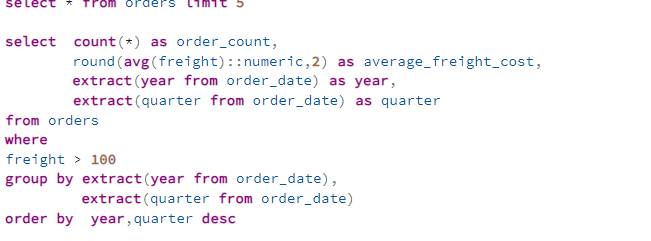 select * from orders limit 5
select  count(*) as order_count,
        round(avg(freight)::numeric,2) as average_freight_cost,
        extract(year from order_date) as year,
        extract(quarter from order_date) as quarter
from orders
where
freight > 100
group by extract(year from order_date),
         extract(quarter from order_date)
order by  year,quarter desc